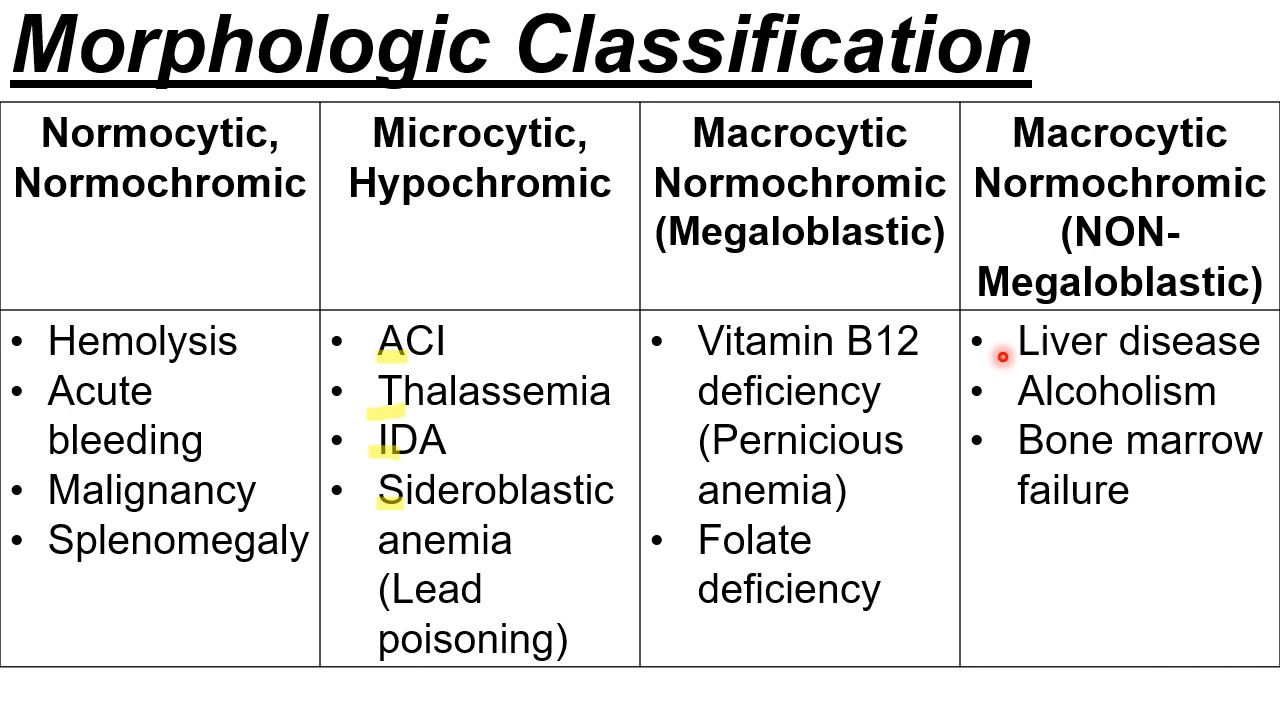 Morphologic Classification
Normocytic,
Normochromic
Microcytic,
Hypochromic
Macrocytic
Normochromic
(Megaloblastic)
Macrocytic
Normochromic
(NON-
Megaloblastic)
• Hemolysis
• Acute
bleeding
• Malignancy
• Splenomegaly
• ACI
• Thalassemia
• IDA
• Sideroblastic
anemia
(Lead
poisoning)
• Vitamin B12
deficiency
(Pernicious
anemia)
• Folate
deficiency
• Liver disease
• Alcoholism
• Bone marrow
failure